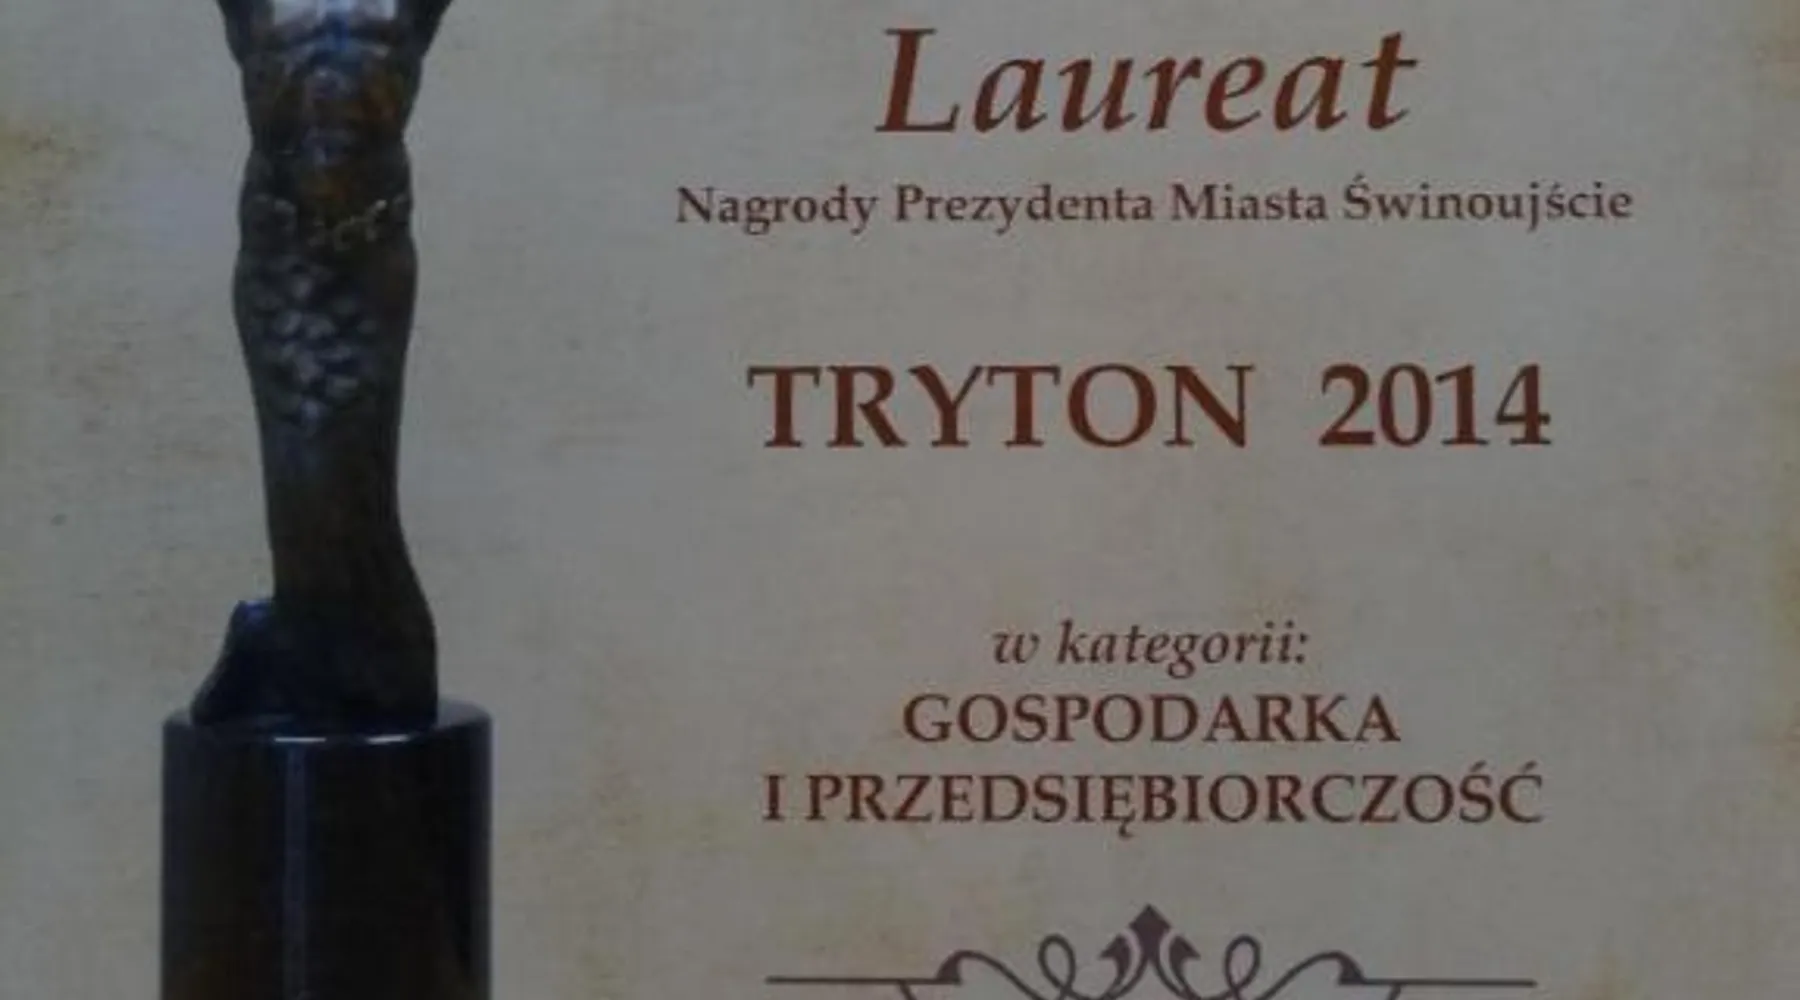 Laureat
Nagrody Prezydenta Miasta Świnoujście
TRYTON 2014
w kategorii:
GOSPODARKA
I PRZEDSIĘBIORCZOŚĆ